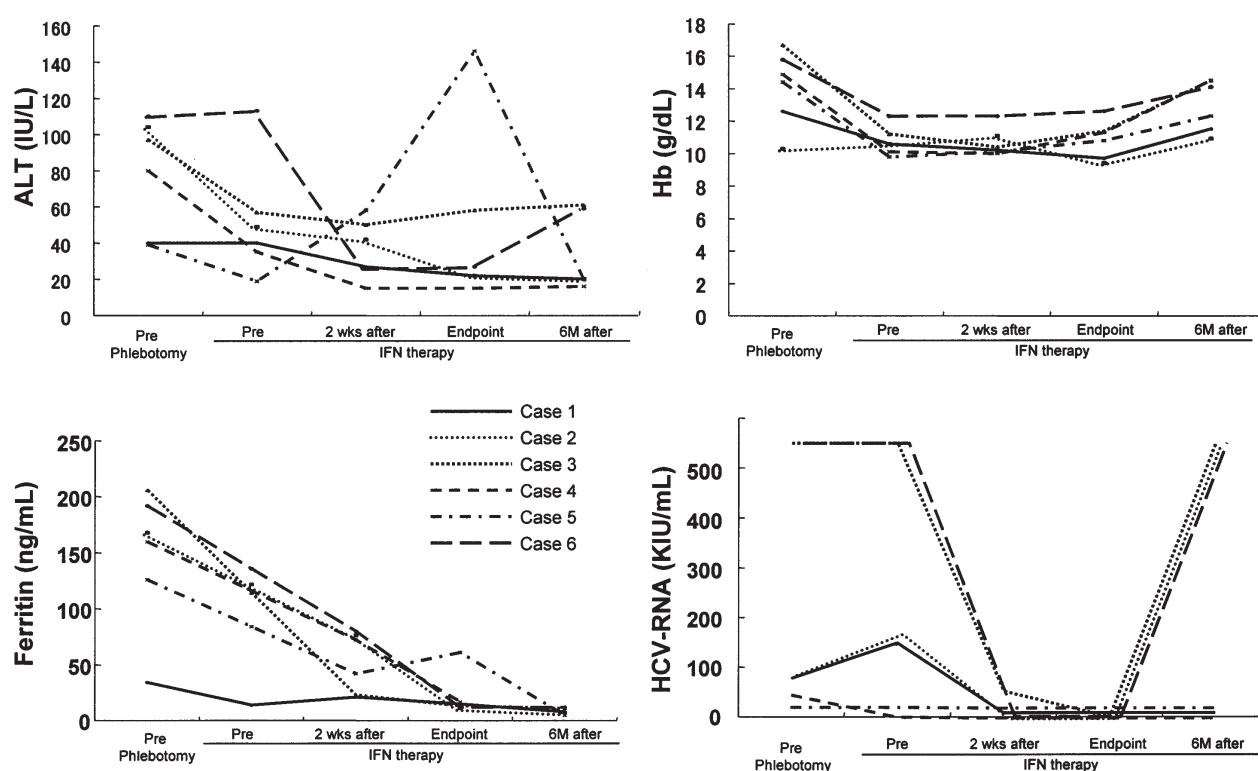 ALT (IU/L)
160
140
120
100
80
60
40
20
0
Pre
Phlebotomy
Pre
2 wks after
Endpoint
6M after
IFN therapy
Hb (g/dL)
18
16
14
12
10
8
6
4
2
0
Pre
Phlebotomy
Pre
2 wks after
Endpoint
6M after
IFN therapy
Ferritin (ng/mL)
250
200
150
100
50
0
Pre
Phlebotomy
Pre
2 wks after
Endpoint
6M after
IFN therapy
Case 1
Case 2
Case 3
Case 4
Case 5
Case 6
HCV-RNA (KIU/mL)
500
400
300
200
100
0
Pre
Phlebotomy
Pre
2 wks after
Endpoint
6M after
IFN therapy